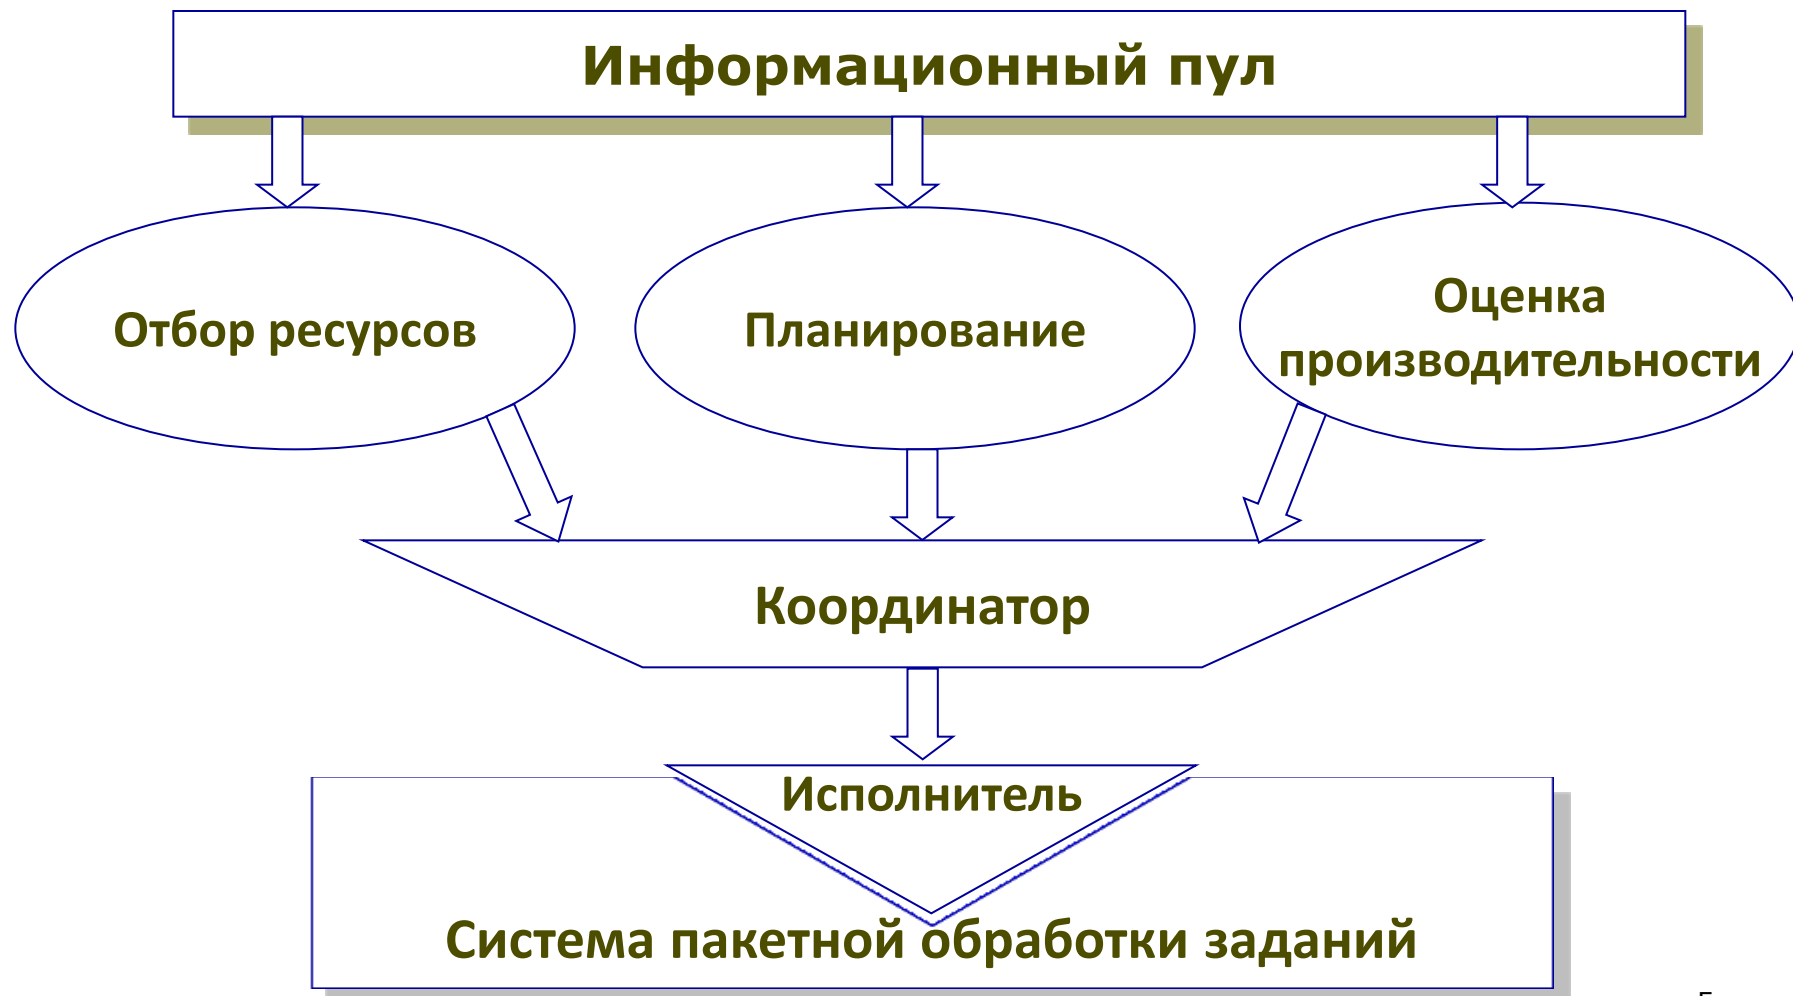 Информационный пул
Отбор ресурсов
Планирование
Оценка
производительности
Координатор
Исполнитель
Система пакетной обработки заданий